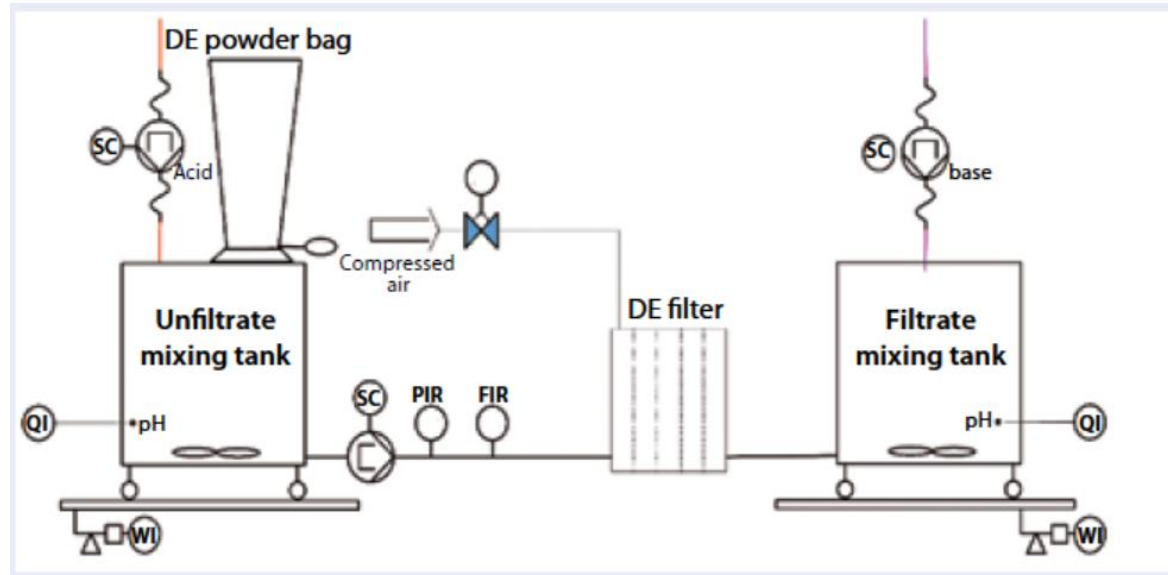 DE powder bag
SC
Acid
SC
base
Compressed
air
Unfiltrate
mixing tank
DE filter
Filtrate
mixing tank
SC
PIR
FIR
QI
pH
pH
QI
WI
WI